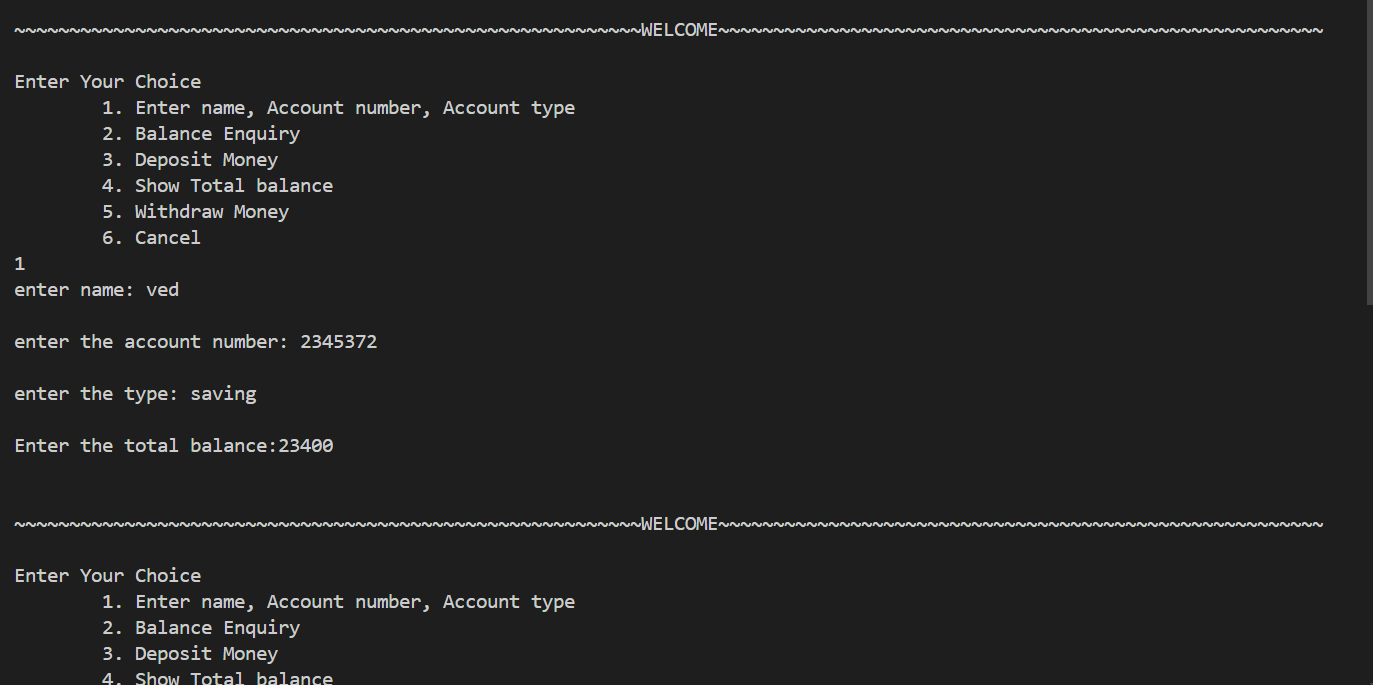 ~~~~~~~~~~~~~~~~~~~~~~~~~~~~~~~~~~~~~~~~~~~~~~~~~~~~~~~~~WELCOME~~~~~~~~~~~~~~~~~~~~~~~~~~~~~~~~~~~~~~~~~~~~~~~~~~~~~~~
Enter Your Choice
1. Enter name, Account number, Account type
2. Balance Enquiry
3. Deposit Money
4. Show Total balance
5. Withdraw Money
6. Cancel
1
enter name: ved
enter the account number: 2345372
enter the type: saving
Enter the total balance:23400
~~~~~~~~~~~~~~~~~~~~~~~~~~~~~~~~~~~~~~~~~~~~~~~~~~~~~~~~~WELCOME~~~~~~~~~~~~~~~~~~~~~~~~~~~~~~~~~~~~~~~~~~~~~~~~~~~~~~~
Enter Your Choice
1. Enter name, Account number, Account type
2. Balance Enquiry
3. Deposit Money
4. Show Total balance